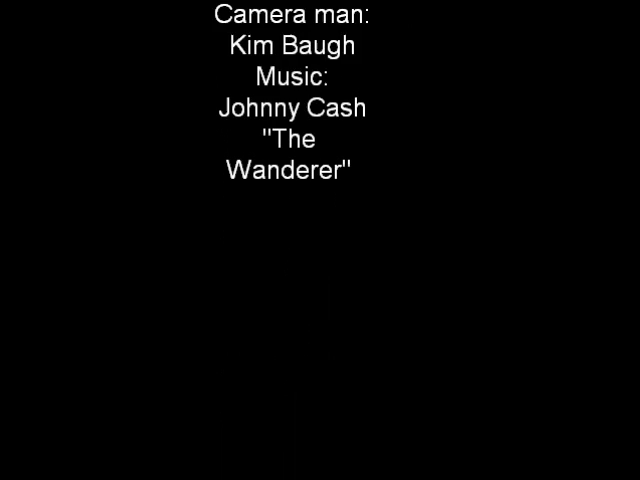 Camera man:
Kim Baugh
Music:
Johnny Cash
"The
Wanderer"